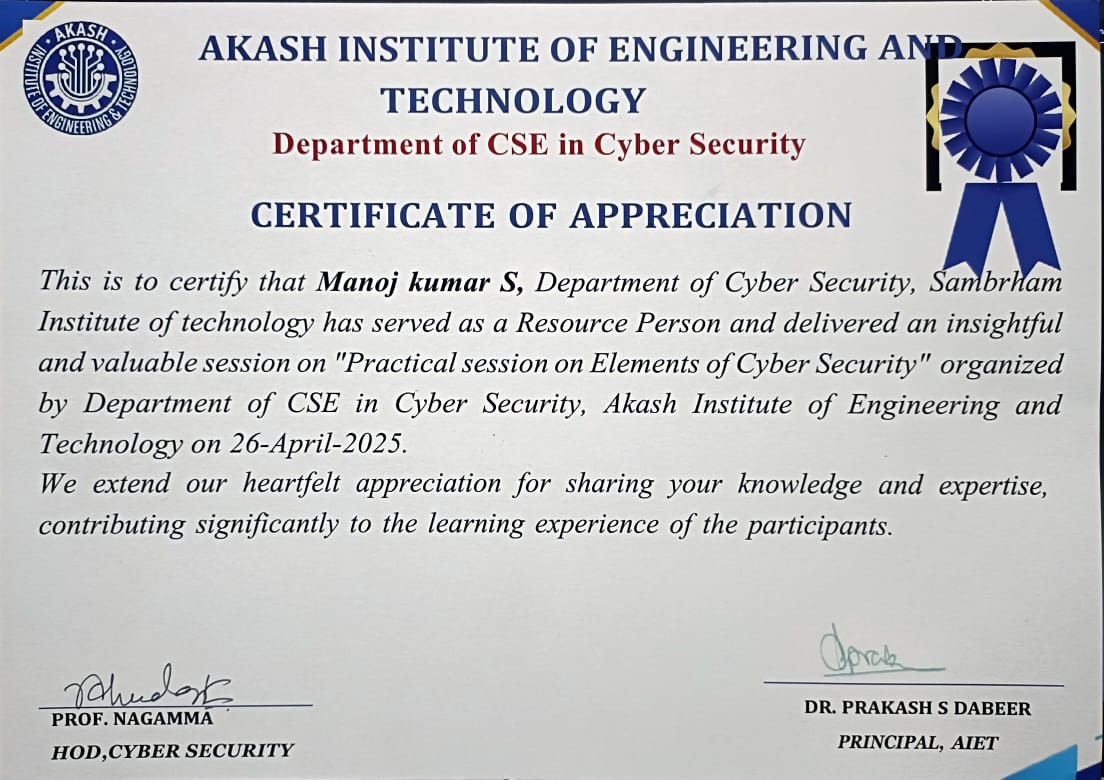 AKASH
INSTITUTE OF ENGINEERING & TECHNOLOGY
AKASH INSTITUTE OF ENGINEERING AND
TECHNOLOGY
Department of CSE in Cyber Security
CERTIFICATE OF APPRECIATION
This is to certify that Manoj kumar S, Department of Cyber Security, Sambrham
Institute of technology has served as a Resource Person and delivered an insightful
and valuable session on "Practical session on Elements of Cyber Security" organized
by Department of CSE in Cyber Security, Akash Institute of Engineering and
Technology on 26-April-2025.
We extend our heartfelt appreciation for sharing your knowledge and expertise,
contributing significantly to the learning experience of the participants.
PROF. NAGAMMA
HOD,CYBER SECURITY
DR. PRAKASH S DABEER
PRINCIPAL, AIET